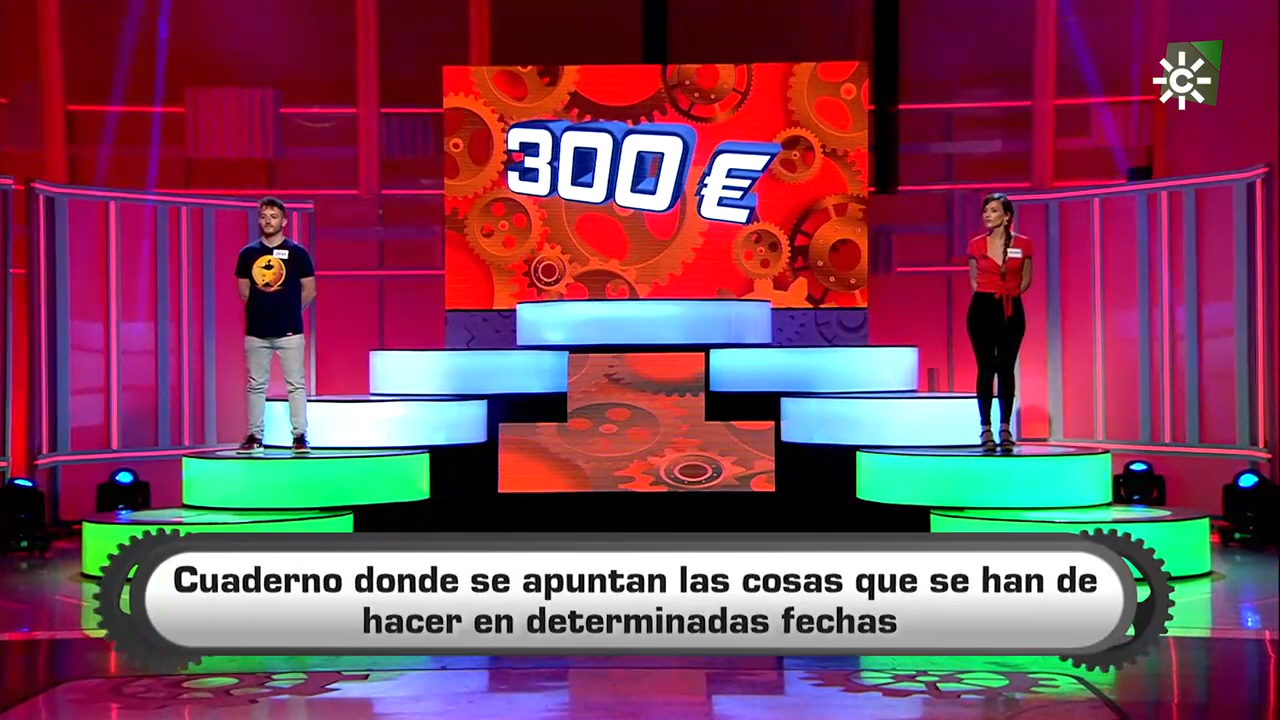 300 €
Cuaderno donde se apuntan las cosas que se han de
hacer en determinadas fechas